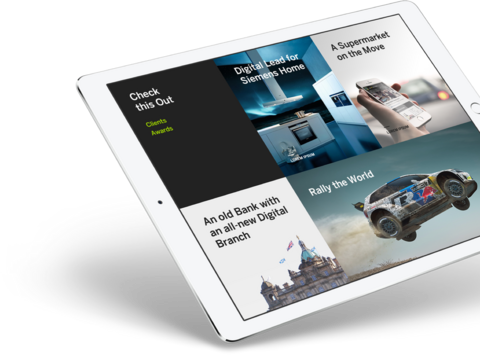 Check
this Out
Clients
Awards
Digital Lead for
Siemens Home
A Supermarket
on the Move
Rally the World
An old Bank with
an all-new Digital
Branch